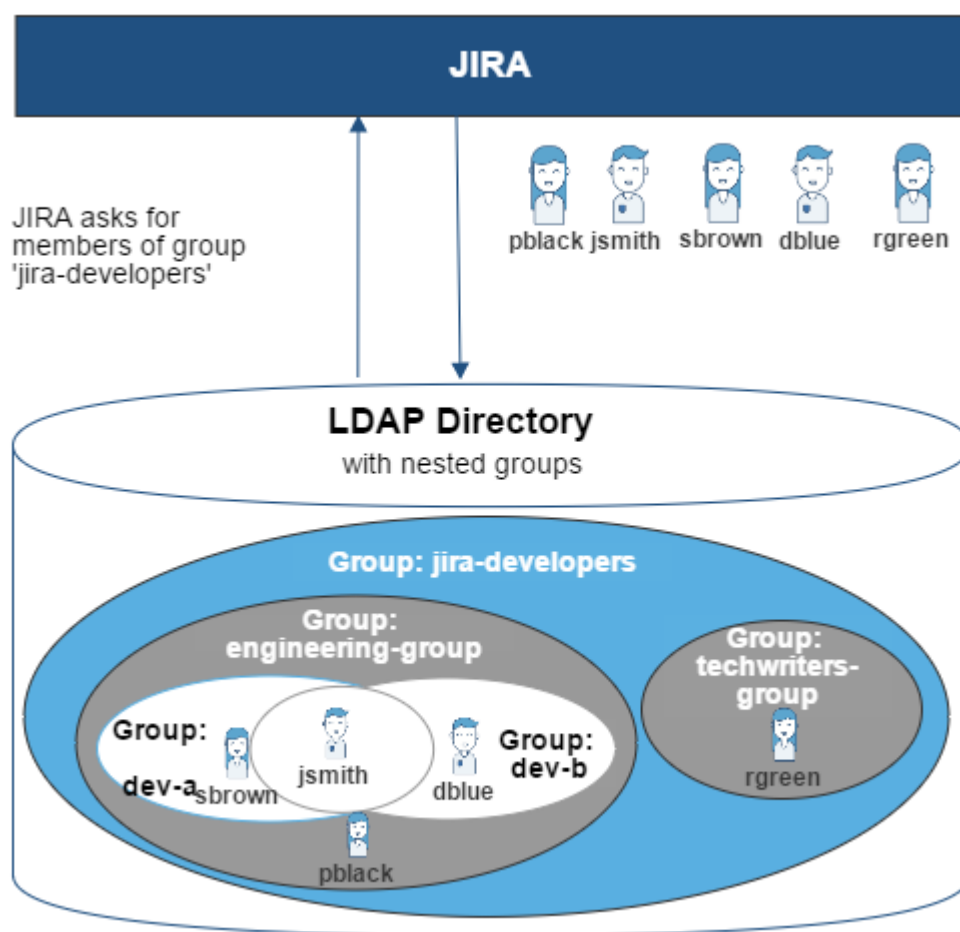 JIRA
pblack jsmith sbrown dblue rgreen
JIRA asks for
members of group
'jira-developers'
LDAP Directory
with nested groups
Group: jira-developers
Group:
engineering-group
Group:
techwriters-
group
Group:
dev-a
sbrown
jsmith
dblue
Group:
dev-b
rgreen
pblack